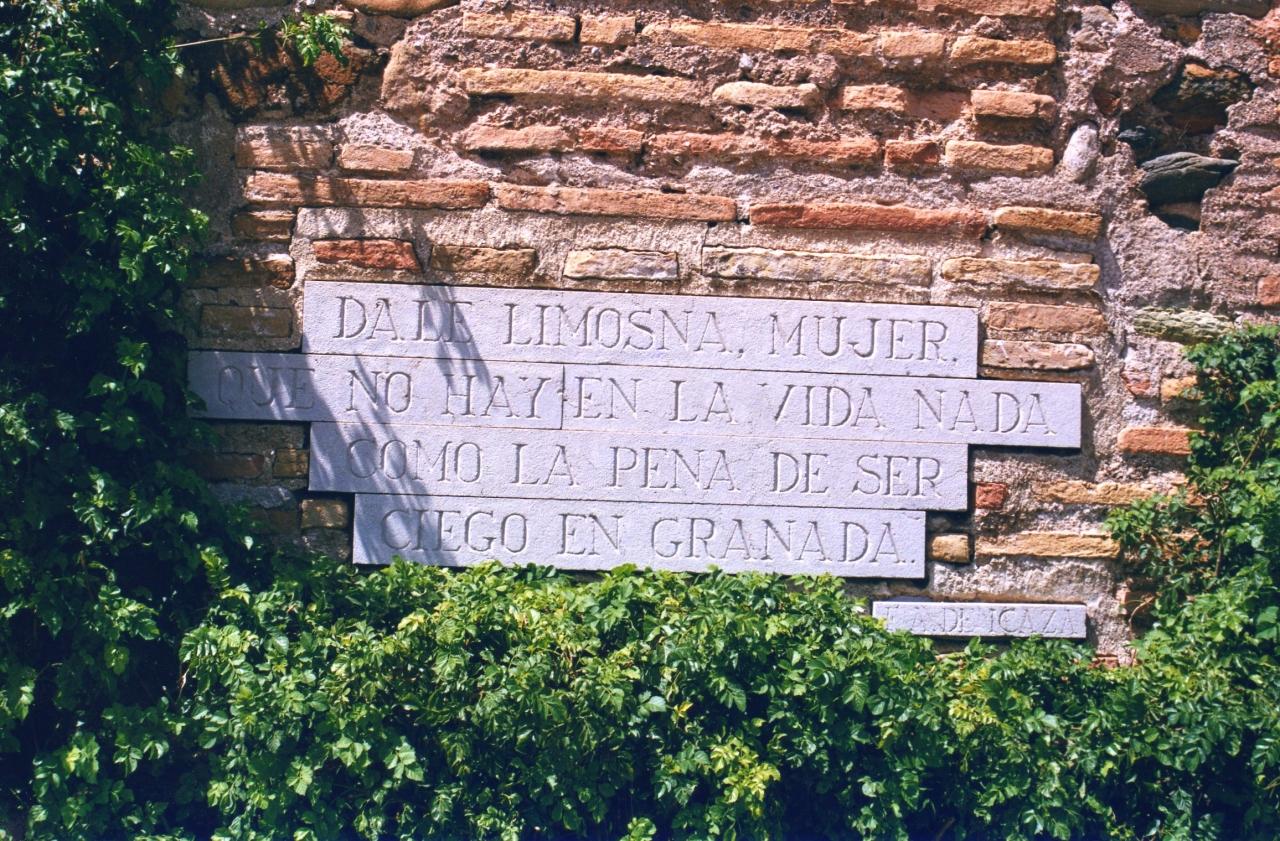 DALE LIMOSNA, MUJER,
QUE NO HAY EN LA VIDA NADA
COMO LA PENA DE SER
CIEGO EN GRANADA.
F. A. DE ICAZA